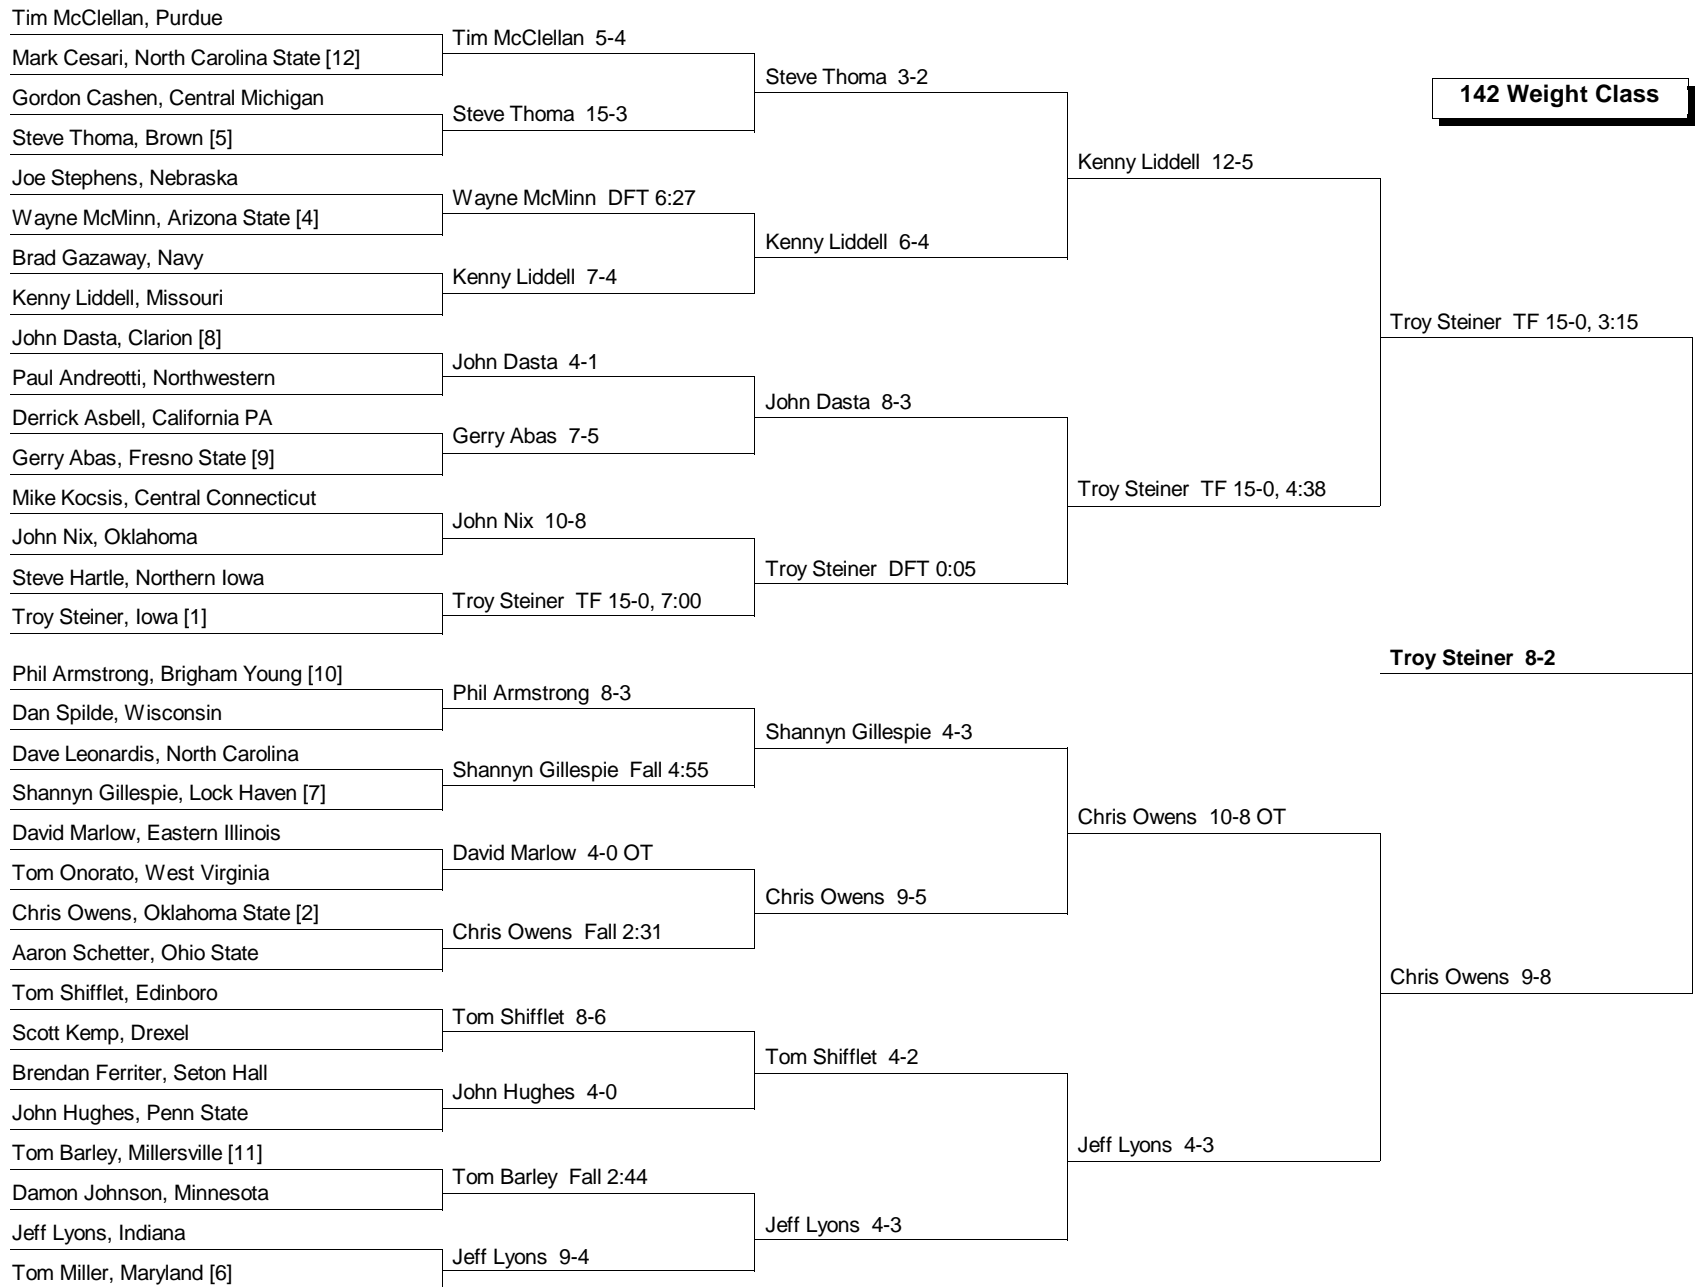 Tim McClellan, Purdue
Mark Cesari, North Carolina State [12]
Gordon Cashen, Central Michigan
Steve Thoma, Brown [5]
Joe Stephens, Nebraska
Wayne McMinn, Arizona State [4]
Brad Gazaway, Navy
Kenny Liddell, Missouri
John Dasta, Clarion [8]
Paul Andreotti, Northwestern
Derrick Asbell, California PA
Gerry Abas, Fresno State [9]
Mike Kocsis, Central Connecticut
John Nix, Oklahoma
Steve Hartle, Northern Iowa
Troy Steiner, Iowa [1]
Phil Armstrong, Brigham Young [10]
Dan Spilde, Wisconsin
Dave Leonardis, North Carolina
Shannyn Gillespie, Lock Haven [7]
David Marlow, Eastern Illinois
Tom Onorato, West Virginia
Chris Owens, Oklahoma State [2]
Aaron Schetter, Ohio State
Tom Shifflet, Edinboro
Scott Kemp, Drexel
Brendan Ferriter, Seton Hall
John Hughes, Penn State
Tom Barley, Millersville [11]
Damon Johnson, Minnesota
Jeff Lyons, Indiana
Tom Miller, Maryland [6]
Tim McClellan 5-4
Steve Thoma 15-3
Wayne McMinn DFT 6:27
Kenny Liddell 7-4
John Dasta 4-1
Gerry Abas 7-5
John Nix 10-8
Troy Steiner TF 15-0, 7:00
Phil Armstrong 8-3
Shannyn Gillespie Fall 4:55
David Marlow 4-0 OT
Chris Owens Fall 2:31
Tom Shifflet 8-6
John Hughes 4-0
Tom Barley Fall 2:44
Jeff Lyons 9-4
Steve Thoma 3-2
Kenny Liddell 6-4
John Dasta 8-3
Troy Steiner DFT 0:05
Shannyn Gillespie 4-3
Chris Owens 9-5
Tom Shifflet 4-2
Jeff Lyons 4-3
Kenny Liddell 12-5
Troy Steiner TF 15-0, 4:38
Chris Owens 10-8 OT
Jeff Lyons 4-3
142 Weight Class
Troy Steiner TF 15-0, 3:15
Troy Steiner 8-2
Chris Owens 9-8